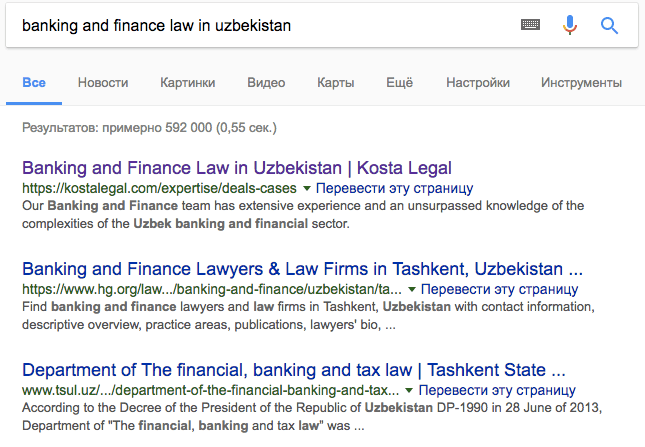 banking and finance law in uzbekistan
Все Новости Картинки Видео Карты Ещё Настройки Инструменты
Результатов: примерно 592 000 (0,55 сек.)
Banking and Finance Law in Uzbekistan | Kosta Legal
https://kostalegal.com/expertise/deals-cases Перевести эту страницу
Our Banking and Finance team has extensive experience and an unsurpassed knowledge of the
complexities of the Uzbek banking and financial sector.
Banking and Finance Lawyers & Law Firms in Tashkent, Uzbekistan ...
https://www.hg.org/law.../banking-and-finance/uzbekistan/ta... Перевести эту страницу
Find banking and finance lawyers and law firms in Tashkent, Uzbekistan with contact information,
descriptive overview, practice areas, publications, lawyers' bio, ...
Department of The financial, banking and tax law | Tashkent State ...
www.tsul.uz/.../department-of-the-financial-banking-and-tax... Перевести эту страницу
According to the Decree of the President of the Republic of Uzbekistan DP-1990 in 28 June of 2013,
Department of "The financial, banking and tax law" was ...